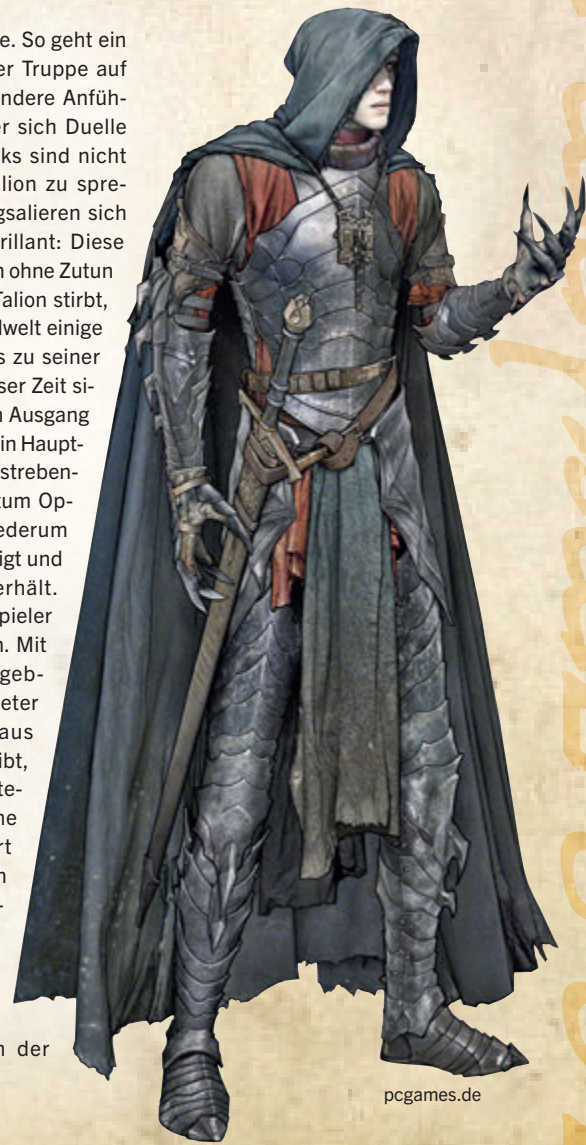 e. So geht ein
er Truppe auf
ndere Anfüh-
er sich Duelle
ks sind nicht
lion zu spre-
gsalieren sich
rillant: Diese
n ohne Zutun
Talion stirbt,
lwelt einige
s zu seiner
ser Zeit si-
n Ausgang
in Haupt-
streben-
zum Op-
ederum
igt und
erhält.
pieler
n. Mit
geb-
eter
aus
ibt,
te-
ne
rt
n
-
n der
pcgames.de